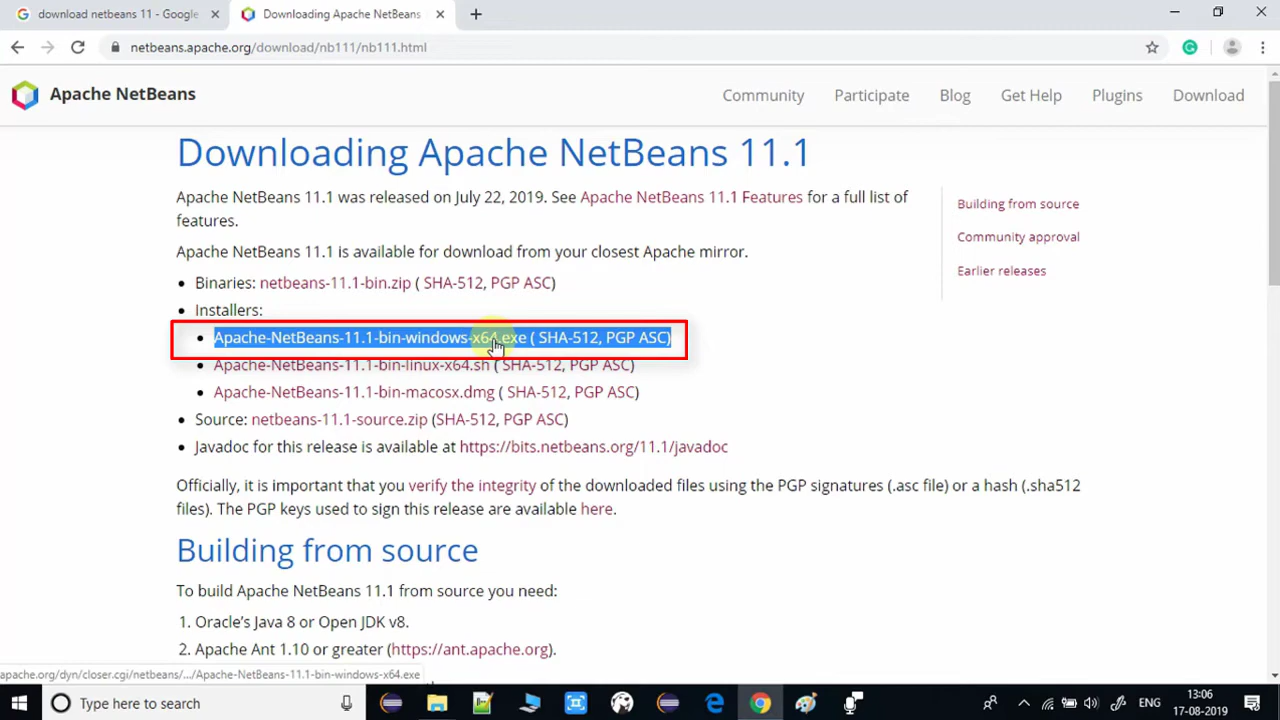 download netbeans 11 - Google
Downloading Apache NetBeans
netbeans.apache.org/download/nb111/nb111.html
Apache NetBeans
Community Participate Blog Get Help Plugins Download
Downloading Apache NetBeans 11.1
Apache NetBeans 11.1 was released on July 22, 2019. See Apache NetBeans 11.1 Features for a full list of
features.
Building from source
Community approval
Earlier releases
Apache NetBeans 11.1 is available for download from your closest Apache mirror.
• Binaries: netbeans-11.1-bin.zip ( SHA-512, PGP ASC)
• Installers:
• Apache-NetBeans-11.1-bin-windows-x64.exe ( SHA-512, PGP ASC)
• Apache-NetBeans-11.1-bin-linux-x64.sh ( SHA-512, PGP ASC)
• Apache-NetBeans-11.1-bin-macosx.dmg ( SHA-512, PGP ASC)
• Source: netbeans-11.1-source.zip (SHA-512, PGP ASC)
• Javadoc for this release is available at https://bits.netbeans.org/11.1/javadoc
Officially, it is important that you verify the integrity of the downloaded files using the PGP signatures (.asc file) or a hash (.sha512
files). The PGP keys used to sign this release are available here.
Building from source
To build Apache NetBeans 11.1 from source you need:
1. Oracle's Java 8 or Open JDK v8.
2. Apache Ant 1.10 or greater (https://ant.apache.org).
apache.org/dyn/closer.cgi/netbeans/.../Apache-NetBeans-11.1-bin-windows-x64.exe
Type here to search
ENG
13:06
17-08-2019